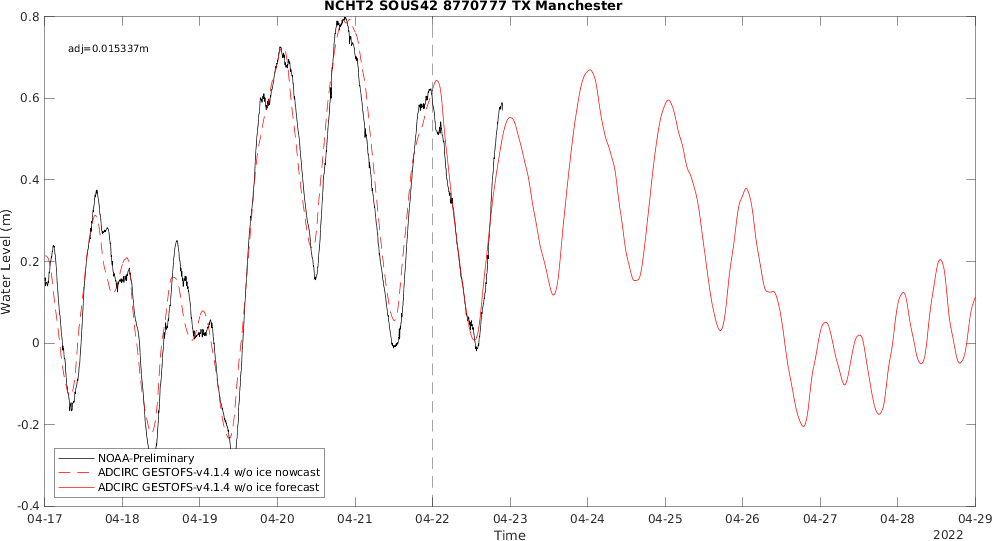 NCHT2 SOUS42 8770777 TX Manchester
adj=0.015337m
Water Level (m)
0.8
0.6
0.4
0.2
0
-0.2
-0.4
NOAA-Preliminary
ADCIRC GESTOFS-v4.1.4 w/o ice nowcast
ADCIRC GESTOFS-v4.1.4 w/o ice forecast
04-17 04-18 04-19 04-20 04-21 04-22 04-23 04-24 04-25 04-26 04-27 04-28 04-29
Time
2022